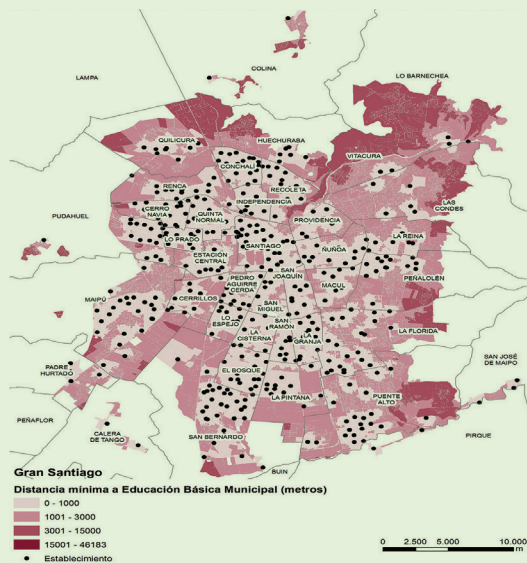 COLINA
LAMPA
LO BARNECHEA
QUILICURA
HUECHURABA
VITACURA
CONCHALÍ
RENCA
RECOLETA
INDEPENDENCIA
LAS
CONDES
CERRO
NAVIA
QUINTA
NORMAL
PROVIDENCIA
PUDAHUEL
LO PRADO
SANTIAGO
ÑUÑOA
LA REINA
ESTACIÓN
CENTRAL
SAN
JOAQUÍN
PEÑALOLÉN
PEDRO
AGUIRRE
CERDA
MACUL
MAIPÚ
CERRILLOS
SAN
MIGUEL
LO
ESPEJO
SAN
RAMÓN
LA
CISTERNA
LA
GRANJA
LA FLORIDA
SAN JOSÉ
DE MAIPO
PADRE
HURTADO
EL BOSQUE
LA PINTANA
PUENTE
ALTO
PEÑAFLOR
CALERA
DE TANGO
SAN BERNARDO
PIRQUE
BUIN
Gran Santiago
Distancia mínima a Educación Básica Municipal (metros)
0 - 1000
1001 - 3000
3001 - 15000
15001 - 46183
Establecimiento
0 2.500 5.000 10.000
m